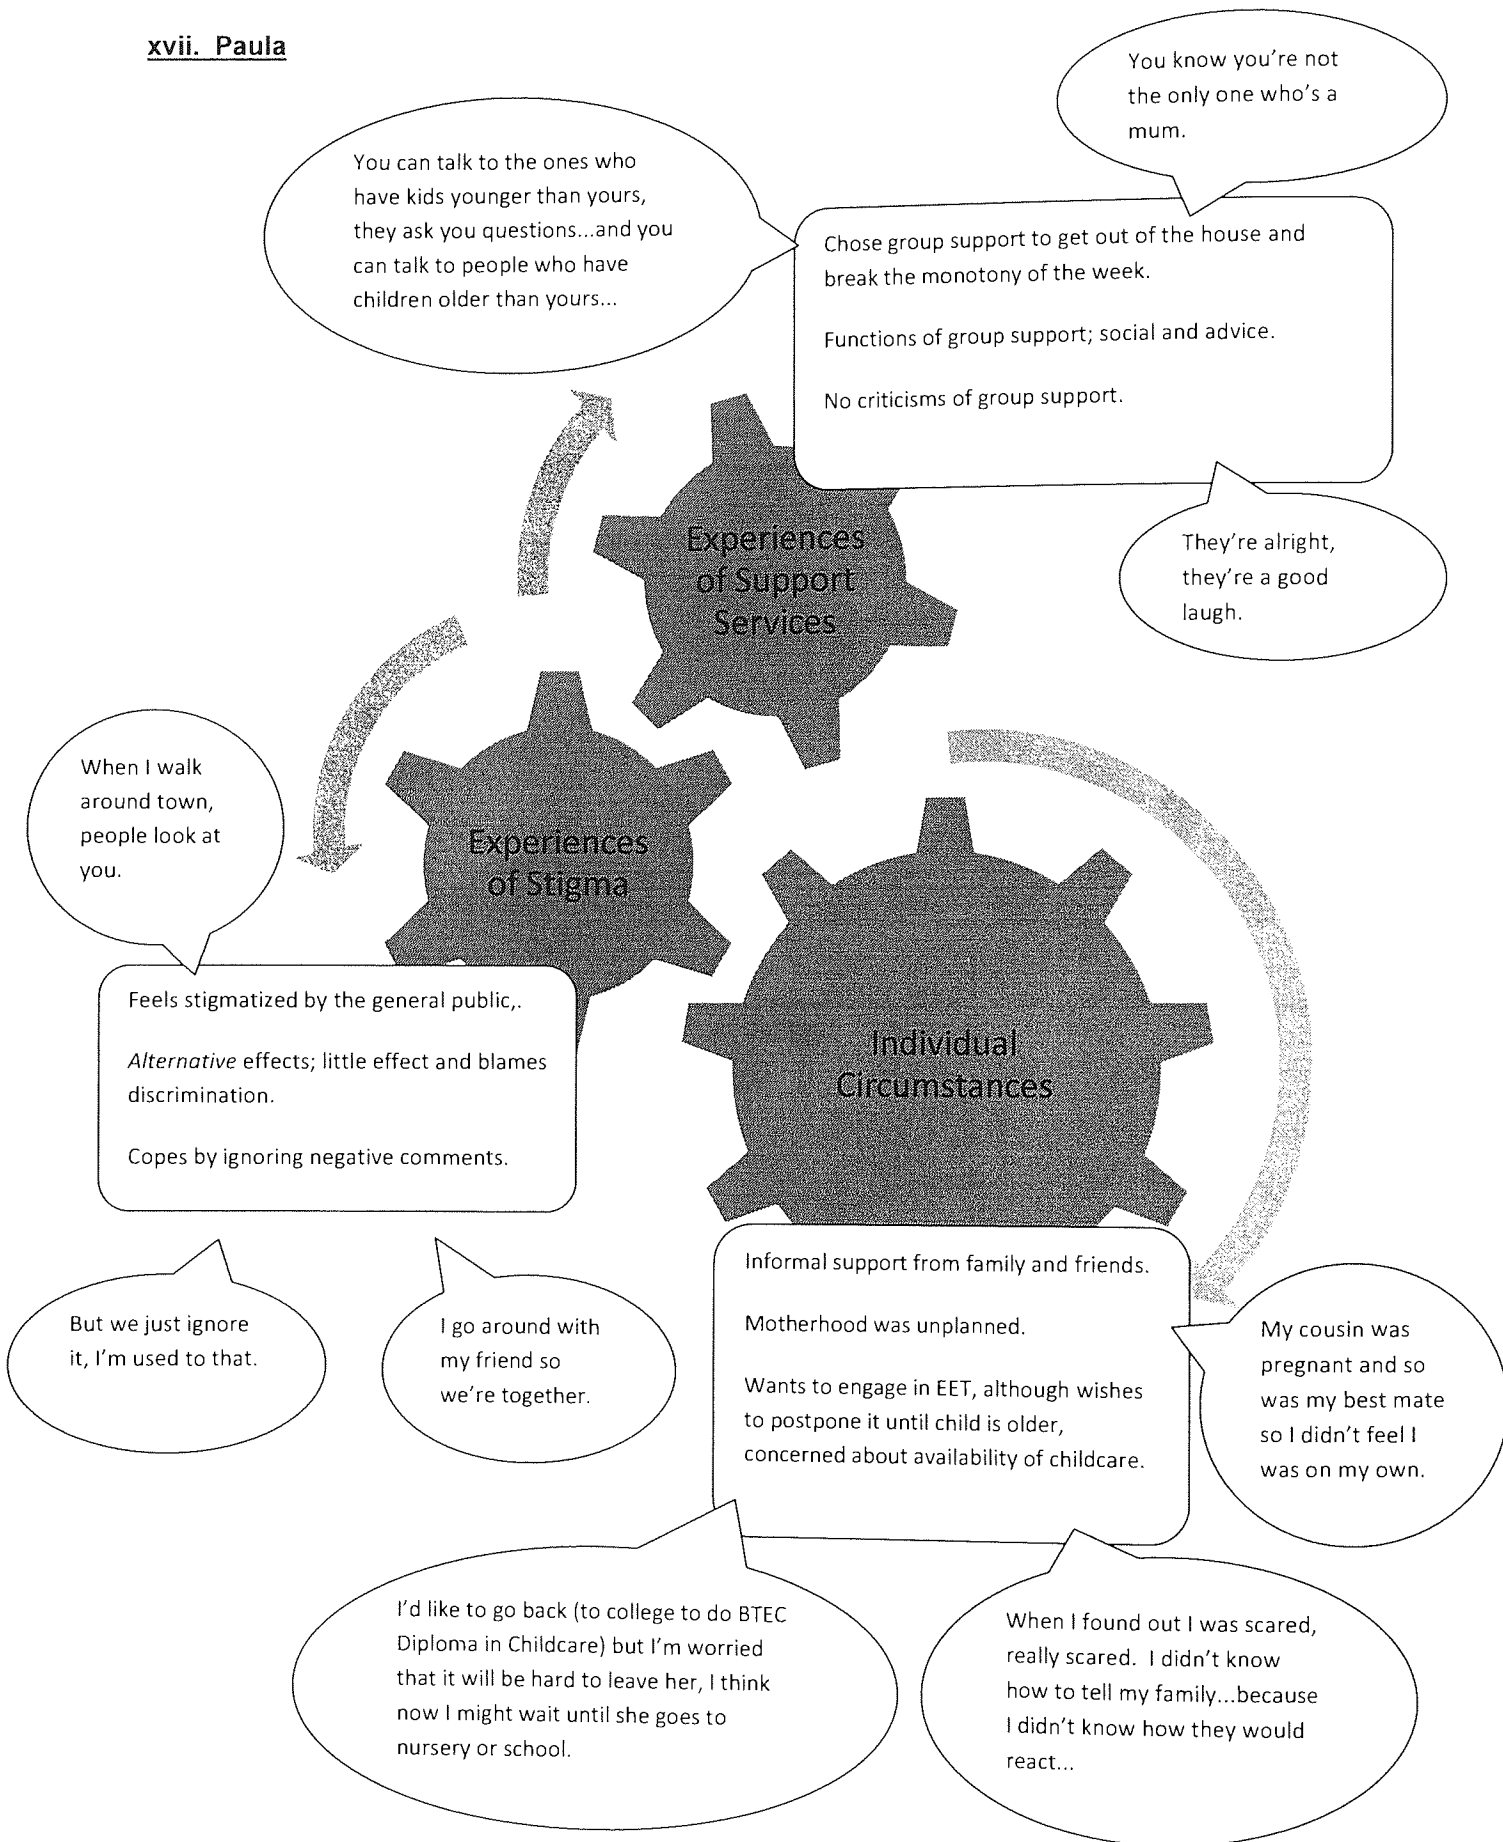 xvii. Paula
You know you're not
the only one who's a
mum.
You can talk to the ones who
have kids younger than yours,
they ask you questions...and you
can talk to people who have
children older than yours...
Chose group support to get out of the house and
break the monotony of the week.
Functions of group support; social and advice.
No criticisms of group support.
They're alright,
they're a good
laugh.
Experiences
of Support
Services
When I walk
around town,
people look at
you.
Experiences
of Stigma
Feels stigmatized by the general public,.
Alternative effects; little effect and blames
discrimination.
Copes by ignoring negative comments.
But we just ignore
it, I'm used to that.
I go around with
my friend so
we're together.
Individual
Circumstances
Informal support from family and friends.
Motherhood was unplanned.
Wants to engage in EET, although wishes
to postpone it until child is older,
concerned about availability of childcare.
My cousin was
pregnant and so
was my best mate
so I didn't feel I
was on my own.
I'd like to go back (to college to do BTEC
Diploma in Childcare) but I'm worried
that it will be hard to leave her, I think
now I might wait until she goes to
nursery or school.
When I found out I was scared,
really scared.  I didn't know
how to tell my family...because
I didn't know how they would
react...